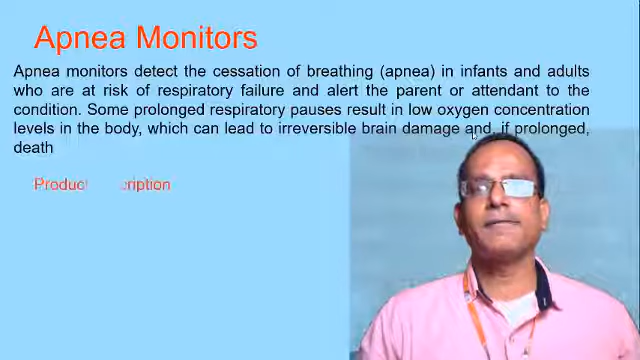 Apnea Monitors
Apnea monitors detect the cessation of breathing (apnea) in infants and adults
who are at risk of respiratory failure and alert the parent or attendant to the
condition. Some prolonged respiratory pauses result in low oxygen concentration
levels in the body, which can lead to irreversible brain damage and, if prolonged,
death